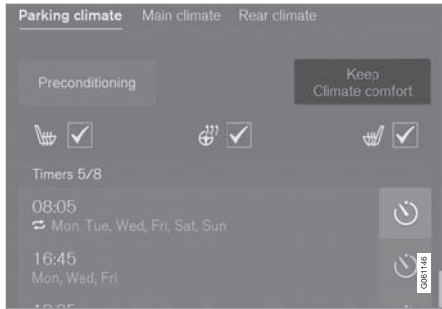 Parking climate Main climate Rear climate
Preconditioning
Keep
Climate comfort
Timers 5/8
08:05
Mon, Tue, Wed, Fri, Sat, Sun
16:45
Mon, Wed, Fri
G061146